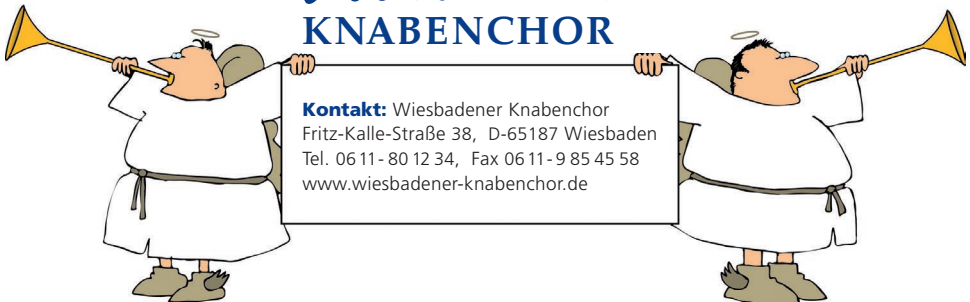 KNABENCHOR
Kontakt: Wiesbadener Knabenchor
Fritz-Kalle-Straße 38, D-65187 Wiesbaden
Tel. 06 11 - 80 12 34, Fax 06 11 - 9 85 45 58
www.wiesbadener-knabenchor.de